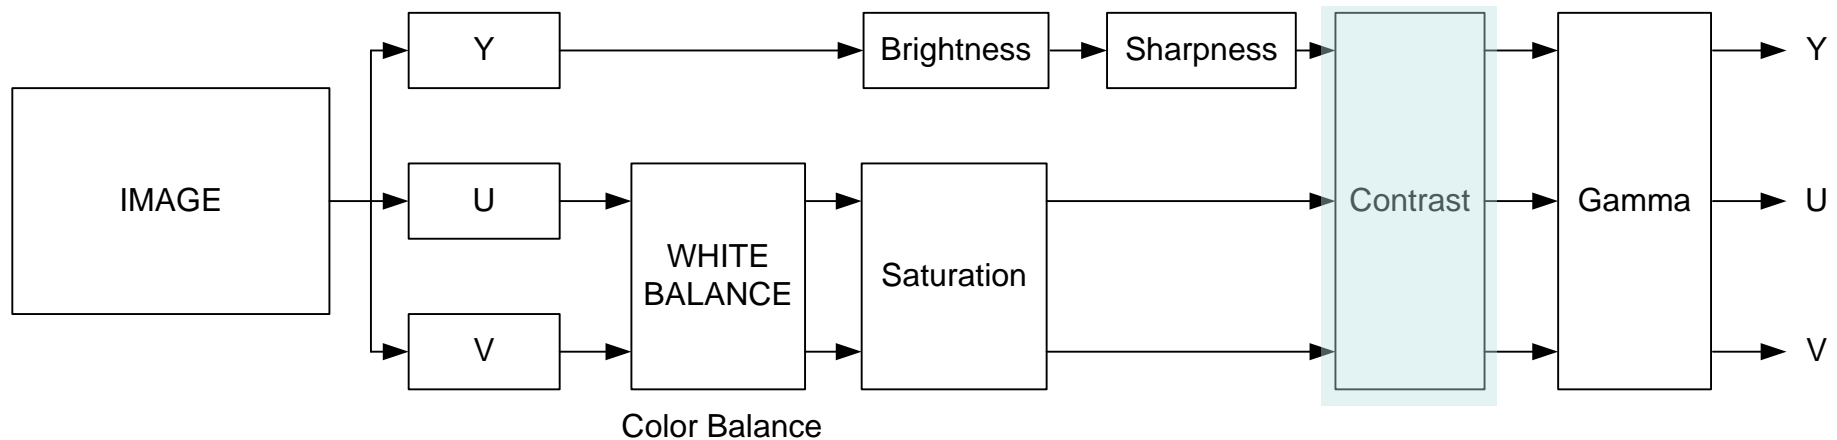 Y
Brightness
Sharpness
Y
IMAGE
U
Contrast
Gamma
U
WHITE
BALANCE
Saturation
V
V
Color Balance